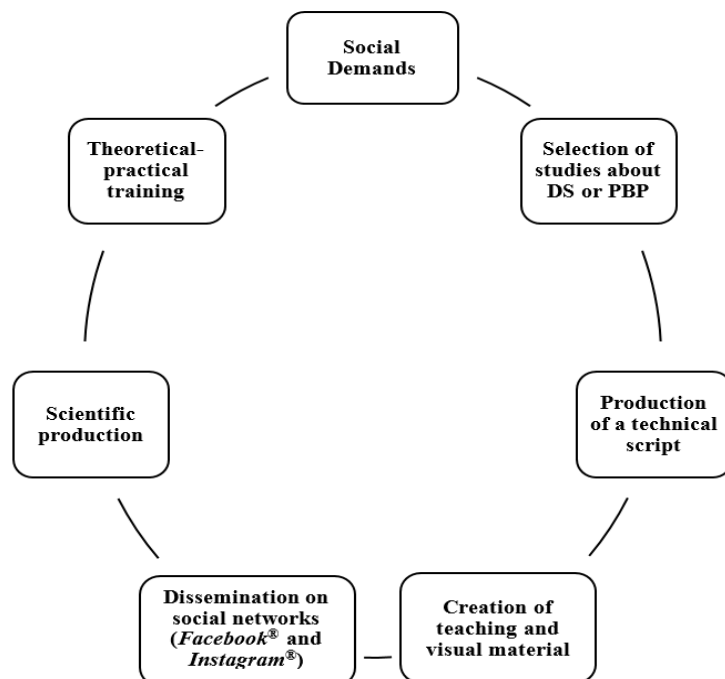 Social
Demands
Selection of
studies about
DS or PBP
Production
of a technical
script
Creation of
teaching and
visual material
Dissemination on
social networks
(Facebook® and
Instagram®)
Scientific
production
Theoretical-
practical
training